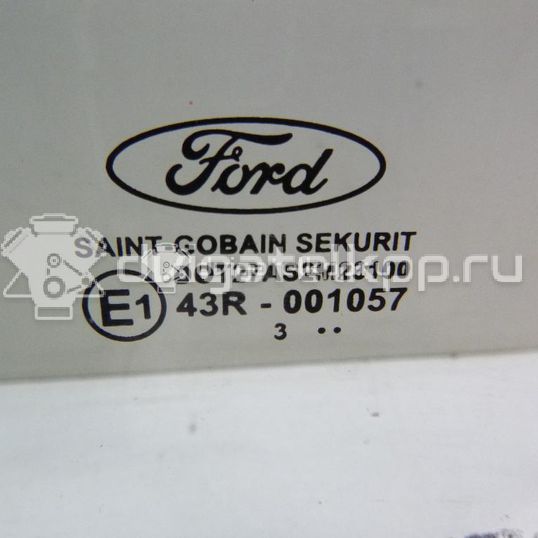 Ford
SAINT-GOBAIN SEKURIT
E1 43R - 001057
3 ..